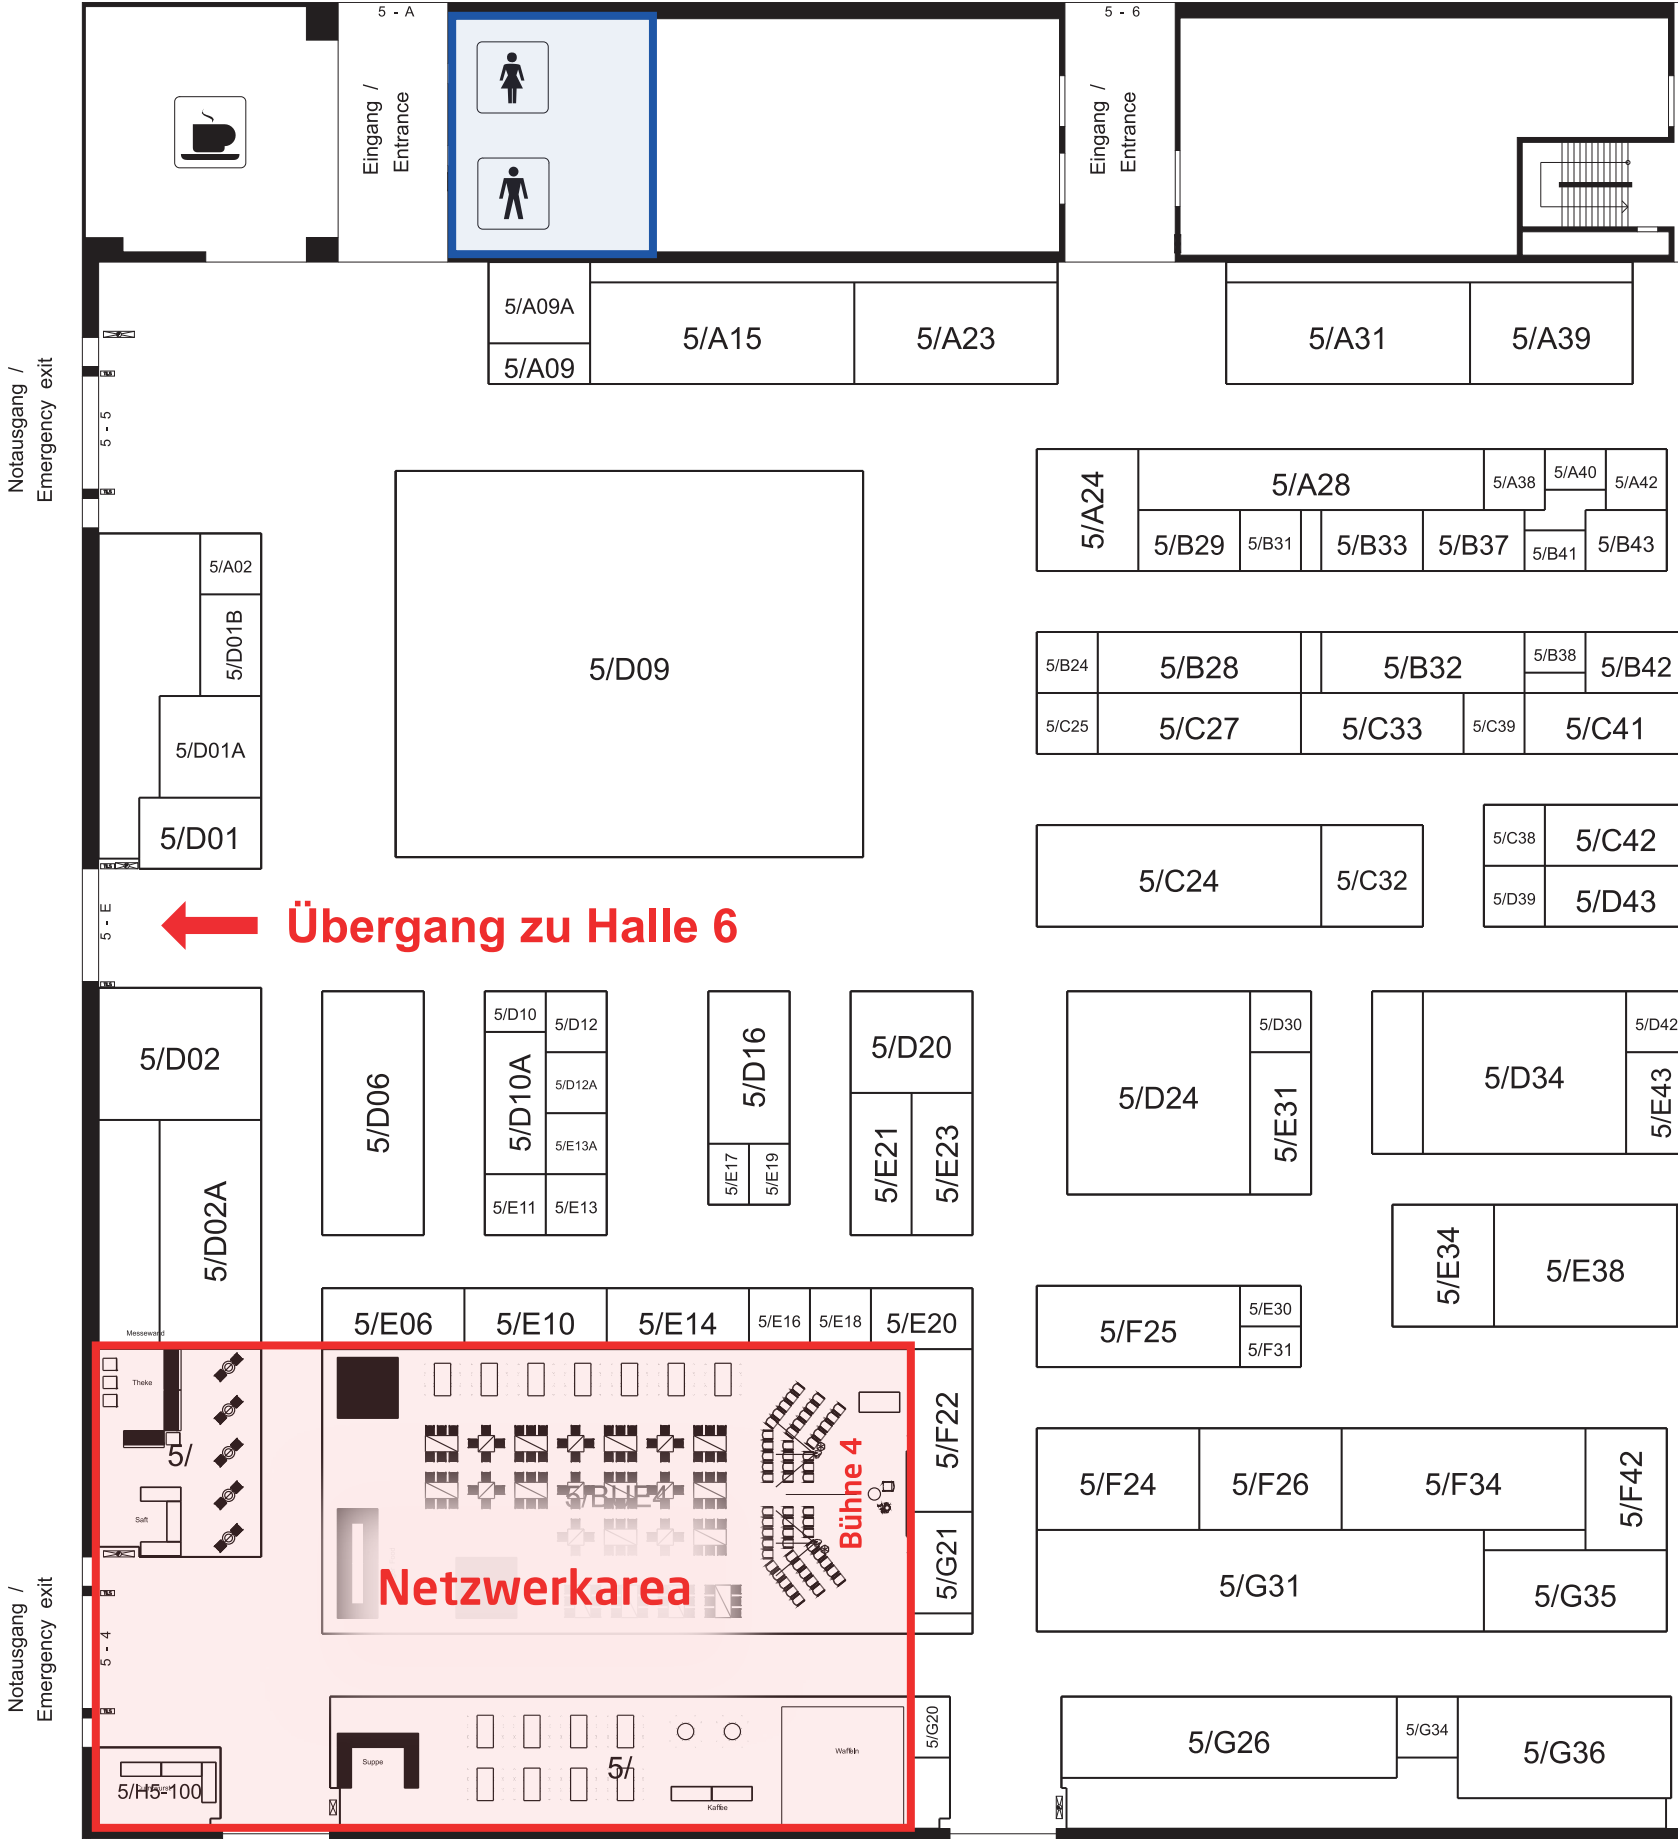 5 - A
5 - 6
Eingang /
Entrance
Eingang /
Entrance
5/A09A
5/A09
5/A15
5/A23
5/A31
5/A39
Notausgang /
Emergency exit
5 - 5
5/A24
5/A28
5/A38
5/A40
5/A42
5/B29
5/B31
5/B33
5/B37
5/B41
5/B43
5/A02
5/D01B
5/D01A
5/D01
5/D09
5/B24
5/B28
5/B32
5/B38
5/B42
5/C25
5/C27
5/C33
5/C39
5/C41
5/C24
5/C32
5/C38
5/C42
5/D39
5/D43
5 - E
Übergang zu Halle 6
5/D02
5/D02A
5/D06
5/D10
5/D12
5/D10A
5/D12A
5/E13A
5/E11
5/E13
5/D16
5/E17
5/E19
5/D20
5/E21
5/E23
5/D24
5/D30
5/E31
5/D34
5/D42
5/E43
5/E34
5/E38
5/E06
5/E10
5/E14
5/E16
5/E18
5/E20
5/F25
5/E30
5/F31
Messewand
Theke
5/
Saft
5/BUE4
Bühne 4
5/F22
5/G21
Netzwerkarea
5/F24
5/F26
5/F34
5/F42
5/G31
5/G35
Notausgang /
Emergency exit
5 - 4
5/H5-100
Suppe
5/
Kaffee
Waffeln
5/G20
5/G26
5/G34
5/G36